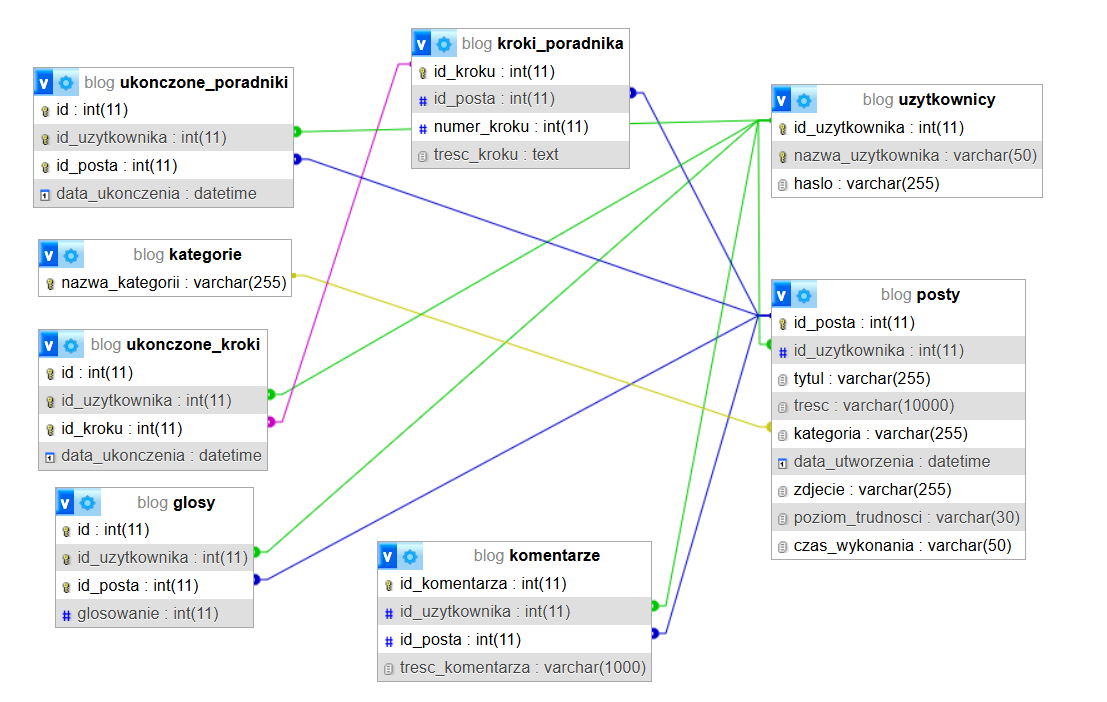 blog ukonczone_poradniki
id : int(11)
id_uzytkownika : int(11)
id_posta : int(11)
data_ukonczenia : datetime
blog kroki_poradnika
id_kroku : int(11)
id_posta : int(11)
numer_kroku : int(11)
tresc_kroku : text
blog uzytkownicy
id_uzytkownika : int(11)
nazwa_uzytkownika : varchar(50)
haslo : varchar(255)
blog kategorie
nazwa_kategorii : varchar(255)
blog posty
id_posta : int(11)
id_uzytkownika : int(11)
tytul : varchar(255)
tresc : varchar(10000)
kategoria : varchar(255)
data_utworzenia : datetime
zdjecie : varchar(255)
poziom_trudnosci : varchar(30)
czas_wykonania : varchar(50)
blog ukonczone_kroki
id : int(11)
id_uzytkownika : int(11)
id_kroku : int(11)
data_ukonczenia : datetime
blog glosy
id : int(11)
id_uzytkownika : int(11)
id_posta : int(11)
glosowanie : int(11)
blog komentarze
id_komentarza : int(11)
id_uzytkownika : int(11)
id_posta : int(11)
tresc_komentarza : varchar(1000)